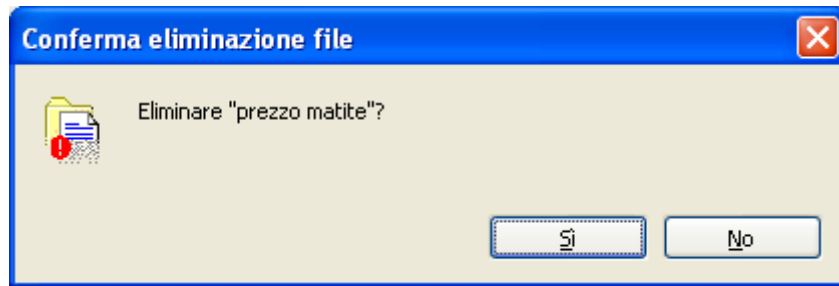 Conferma eliminazione file
Eliminare "prezzo matite"?
Sì
No